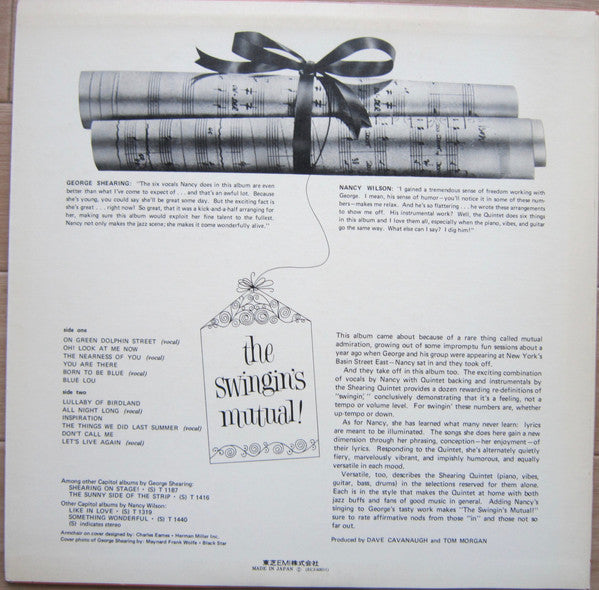 GEORGE SHEARING: "The six vocals Nancy does in this album are even
better than what I've come to expect of . . . and that's an awful lot. Because
she's young, you could say she'll be great some day. But the exciting fact is
she's great . . . right now! So great, that it was a kick-and-a-half arranging for
her, making sure this album would exploit her fine talent to the fullest.
Nancy not only makes the jazz scene; she makes it come wonderfully alive."
NANCY WILSON: "I gained a tremendous sense of freedom working with
George. I mean, his sense of humor—you'll notice it in some of these num-
bers—makes me relax. And he's so flattering . . . he wrote these arrangements
to show me off. His instrumental work? Well, the Quintet does six things
in this album and I love them all, especially when the piano, vibes, and guitar
go the same way. What else can I say? I dig him!"
the
swingin's
mutual!
side one
ON GREEN DOLPHIN STREET (vocal)
OH! LOOK AT ME NOW
THE NEARNESS OF YOU (vocal)
YOU ARE THERE
BORN TO BE BLUE (vocal)
BLUE LOU
side two
LULLABY OF BIRDLAND
ALL NIGHT LONG (vocal)
INSPIRATION
THE THINGS WE DID LAST SUMMER (vocal)
DON'T CALL ME
LET'S LIVE AGAIN (vocal)
Among other Capitol albums by George Shearing:
SHEARING ON STAGE! • (S) T 1187
THE SUNNY SIDE OF THE STRIP • (S) T 1416
Other Capitol albums by Nancy Wilson:
LIKE IN LOVE • (S) T 1319
SOMETHING WONDERFUL • (S) T 1440
(S) indicates stereo
Armchair on cover designed by: Charles Eames • Herman Miller Inc.
Cover photo of George Shearing by: Maynard Frank Wolfe • Black Star
This album came about because of a rare thing called mutual
admiration, growing out of some impromptu fun sessions about a
year ago when George and his group were appearing at New York's
Basin Street East—Nancy sat in and they took off.
And they take off in this album too. The exciting combination
of vocals by Nancy with Quintet backing and instrumentals by
the Shearing Quintet provides a dozen rewarding re-definitions of
"swinging," conclusively demonstrating that it's a feeling, not a
tempo or volume level. For swingin' these numbers are, whether
up-tempo or down.
As for Nancy, she has learned what many never learn: lyrics
are meant to be illuminated. The songs she does here gain a new
dimension through her phrasing, conception—her enjoyment—of
their lyrics. Responding to the Quintet, she's alternately quietly
fiery, marvelously vibrant, and impishly humorous, and equally
versatile in each mood.
Versatile, too, describes the Shearing Quintet (piano, vibes,
guitar, bass, drums) in the selections reserved for them alone.
Each is in the style that makes the Quintet at home with both
jazz buffs and fans of good music in general. Adding Nancy's
singing to George's tasty work makes "The Swingin's Mutual!"
sure to rate affirmative nods from those "in" and those not so
far out.
Produced by DAVE CAVANAUGH and TOM MORGAN
東芝EMI株式会社
MADE IN JAPAN